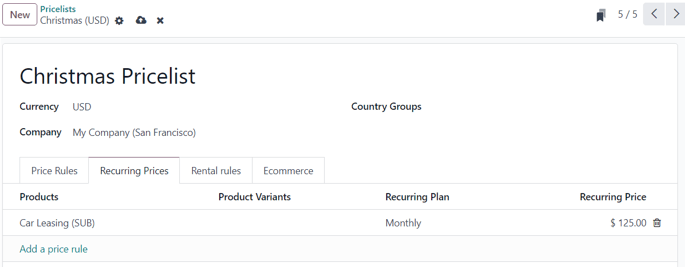 New
Pricelists
Christmas (USD)
5 / 5
Christmas Pricelist
Currency USD
Country Groups
Company My Company (San Francisco)
Price Rules Recurring Prices Rental rules Ecommerce
Products Product Variants Recurring Plan Recurring Price
Car Leasing (SUB) Monthly $ 125.00
Add a price rule